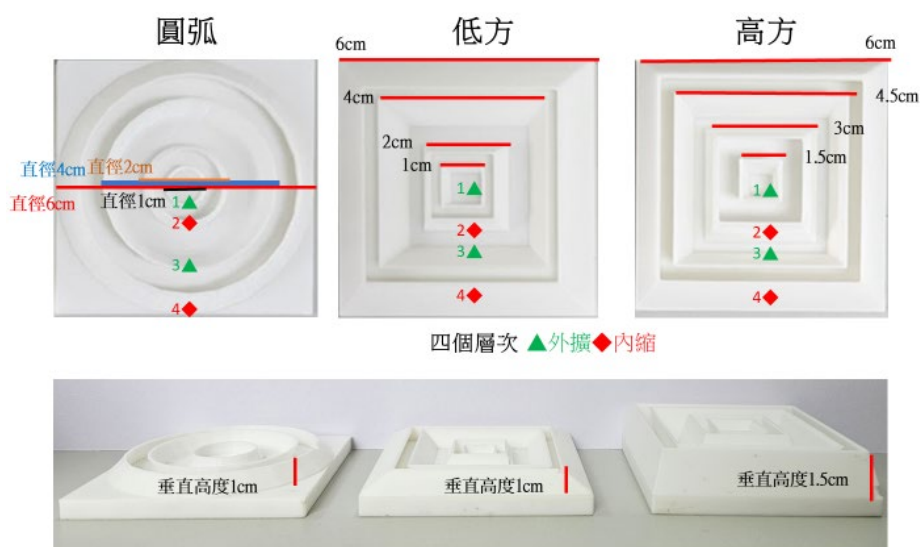 圓弧
低方
高方
6cm
6cm
4cm
4.5cm
2cm
3cm
1cm
1.5cm
直徑4cm
直徑2cm
直徑6cm
直徑1cm
1
2
3
4
1
2
3
4
1
2
3
4
四個層次 ▲外擴◆內縮
垂直高度1cm
垂直高度1cm
垂直高度1.5cm